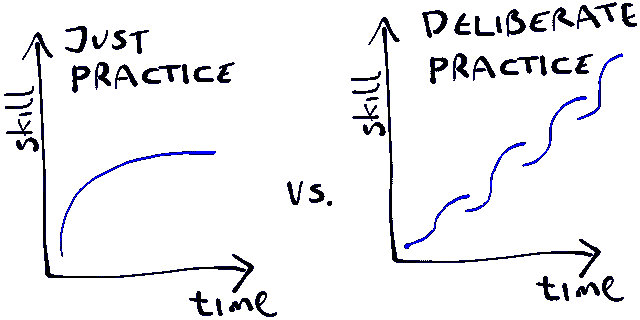 JUST
PRACTICE
skill
time
vs.
DELIBERATE
PRACTICE
skill
time